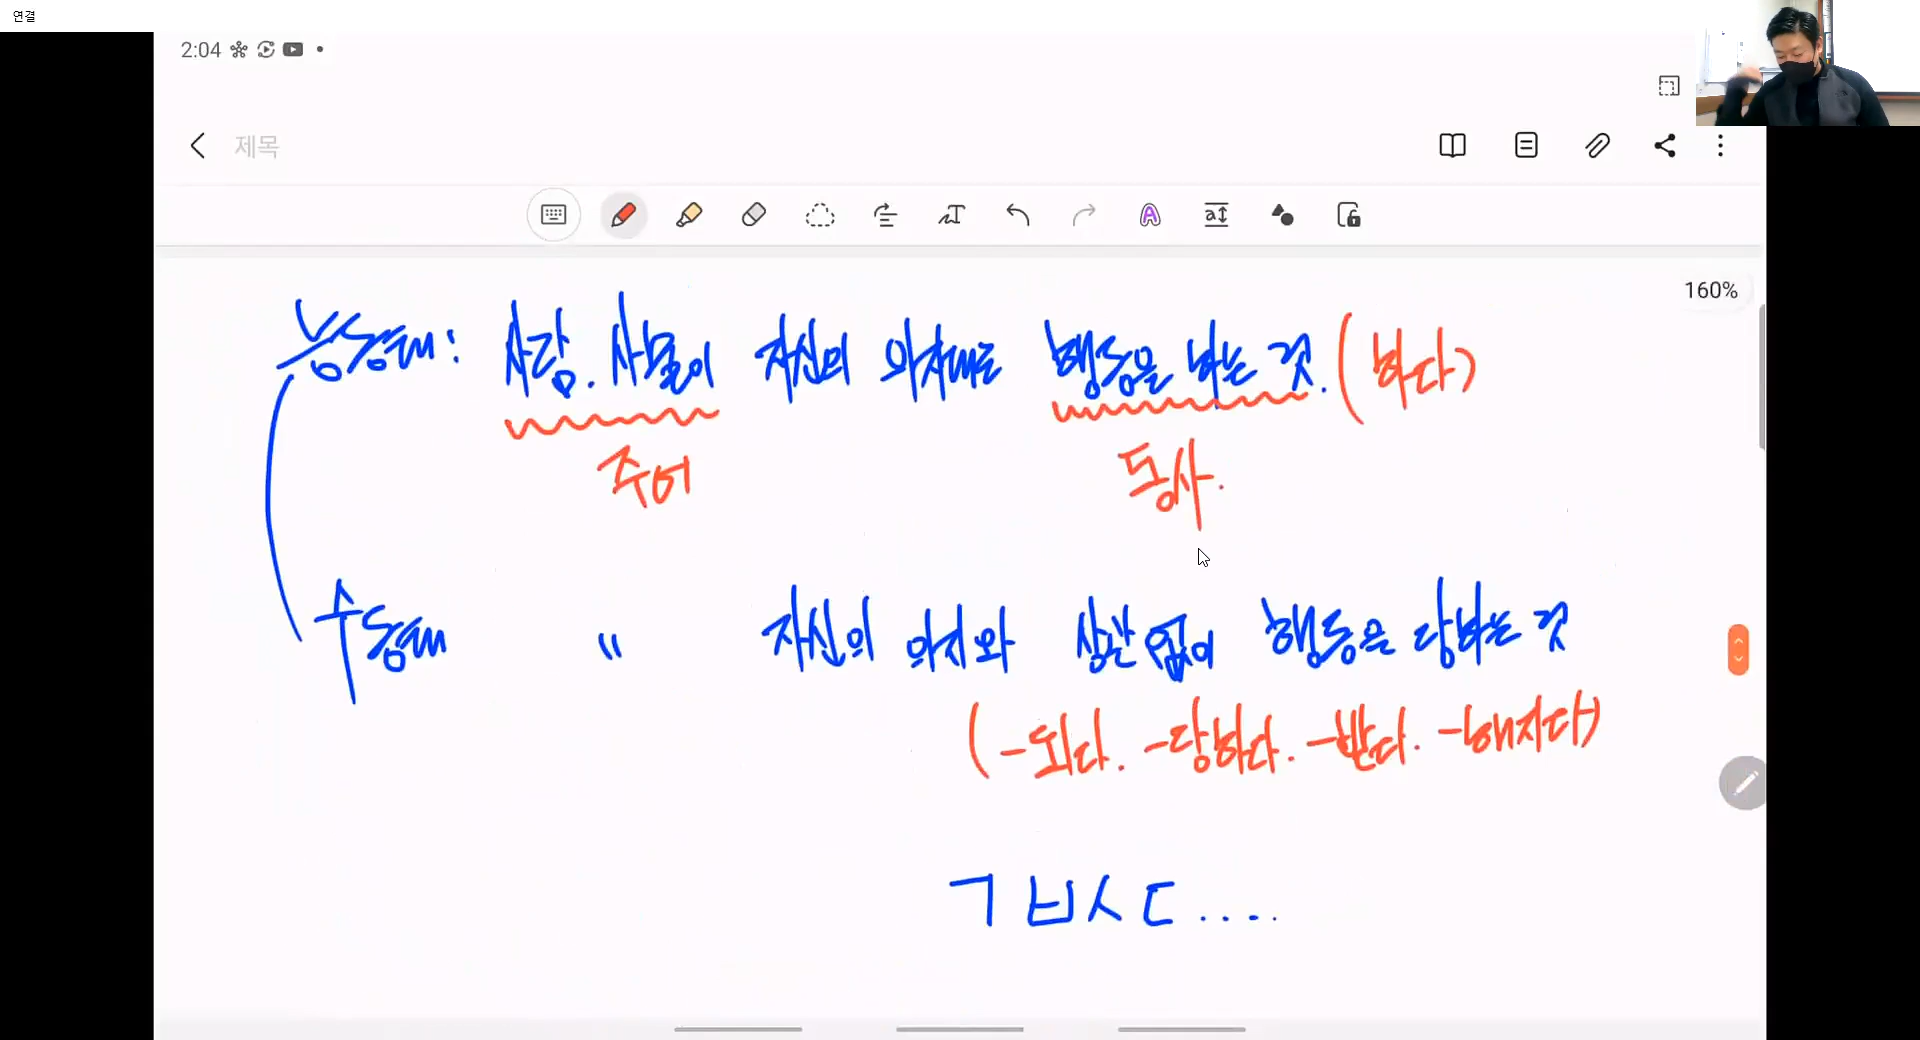 연결
2:04
제목
160%
능동태: 사람. 사물이 자신의 의지대로 행동을 하는 것. (하다)
주어 동사.
수동태 〃 자신의 의지와 상관 없이 행동을 당하는 것
(-되다. -당하다. -받다. -해지다)
ㄱ ㅂ ㅅ ㄷ ....